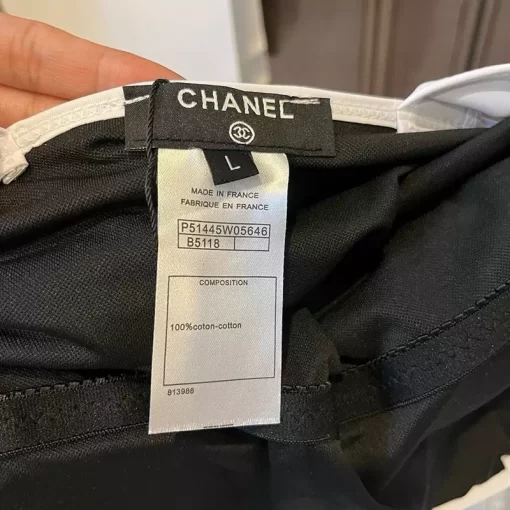 CHANEL
L
MADE IN FRANCE
FABRIQUE EN FRANCE
P51445W05646
B5118
COMPOSITION
100%coton-cotton
813986